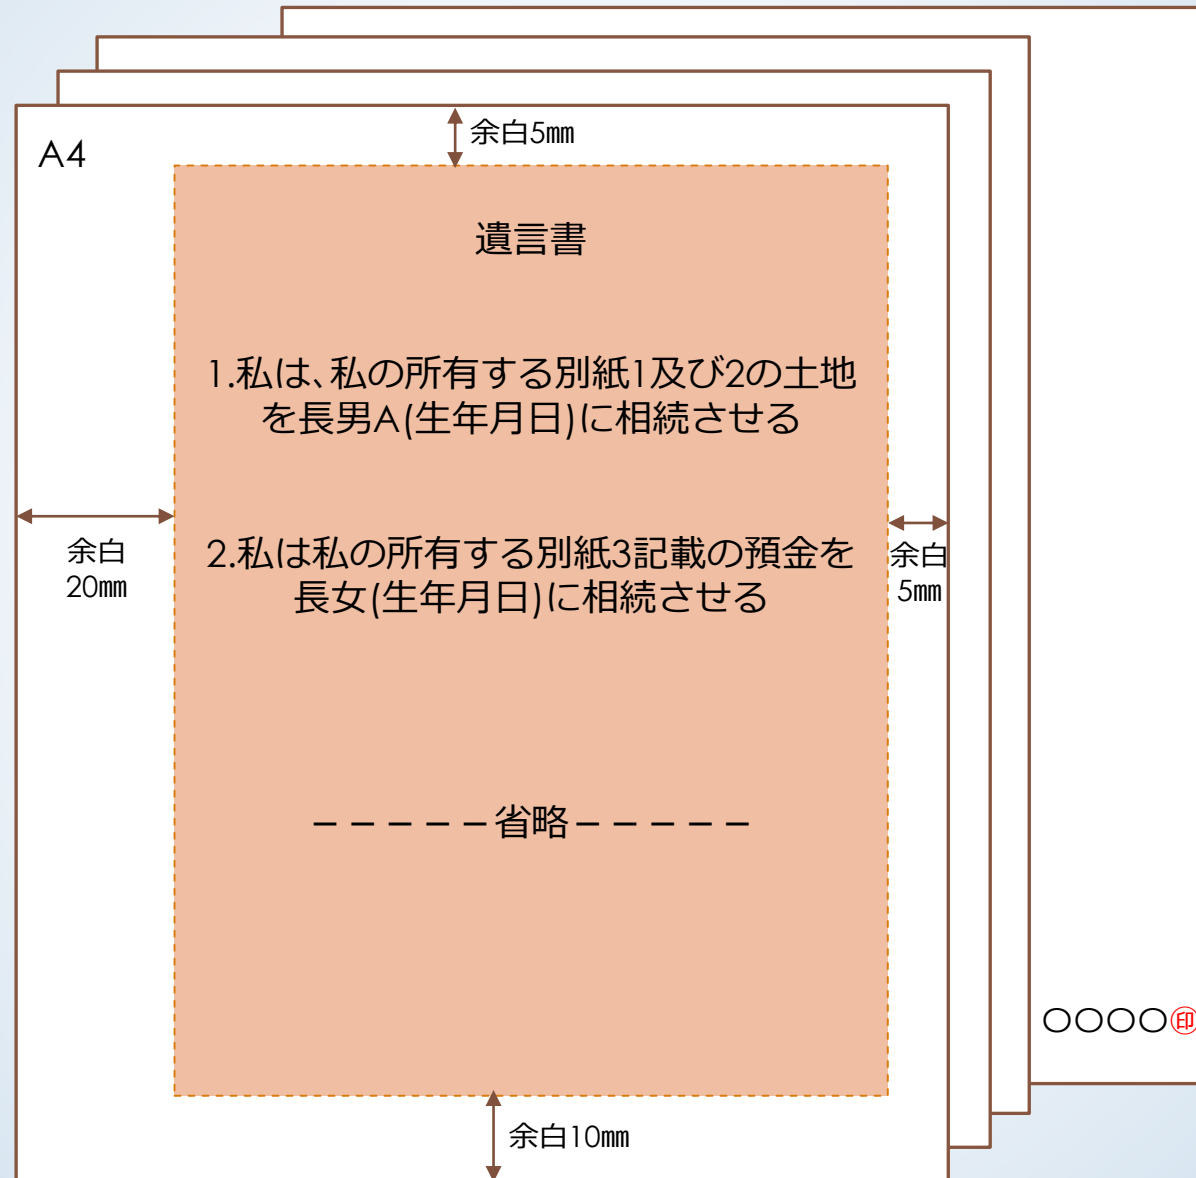 A4
余白5㎜
遺言書
1.私は、私の所有する別紙1及び2の土地
を長男A(生年月日)に相続させる
余白
20㎜
2.私は私の所有する別紙3記載の預金を
長女(生年月日)に相続させる
余白
5㎜
－－－－－省略－－－－－
〇〇〇〇㊞
余白10㎜